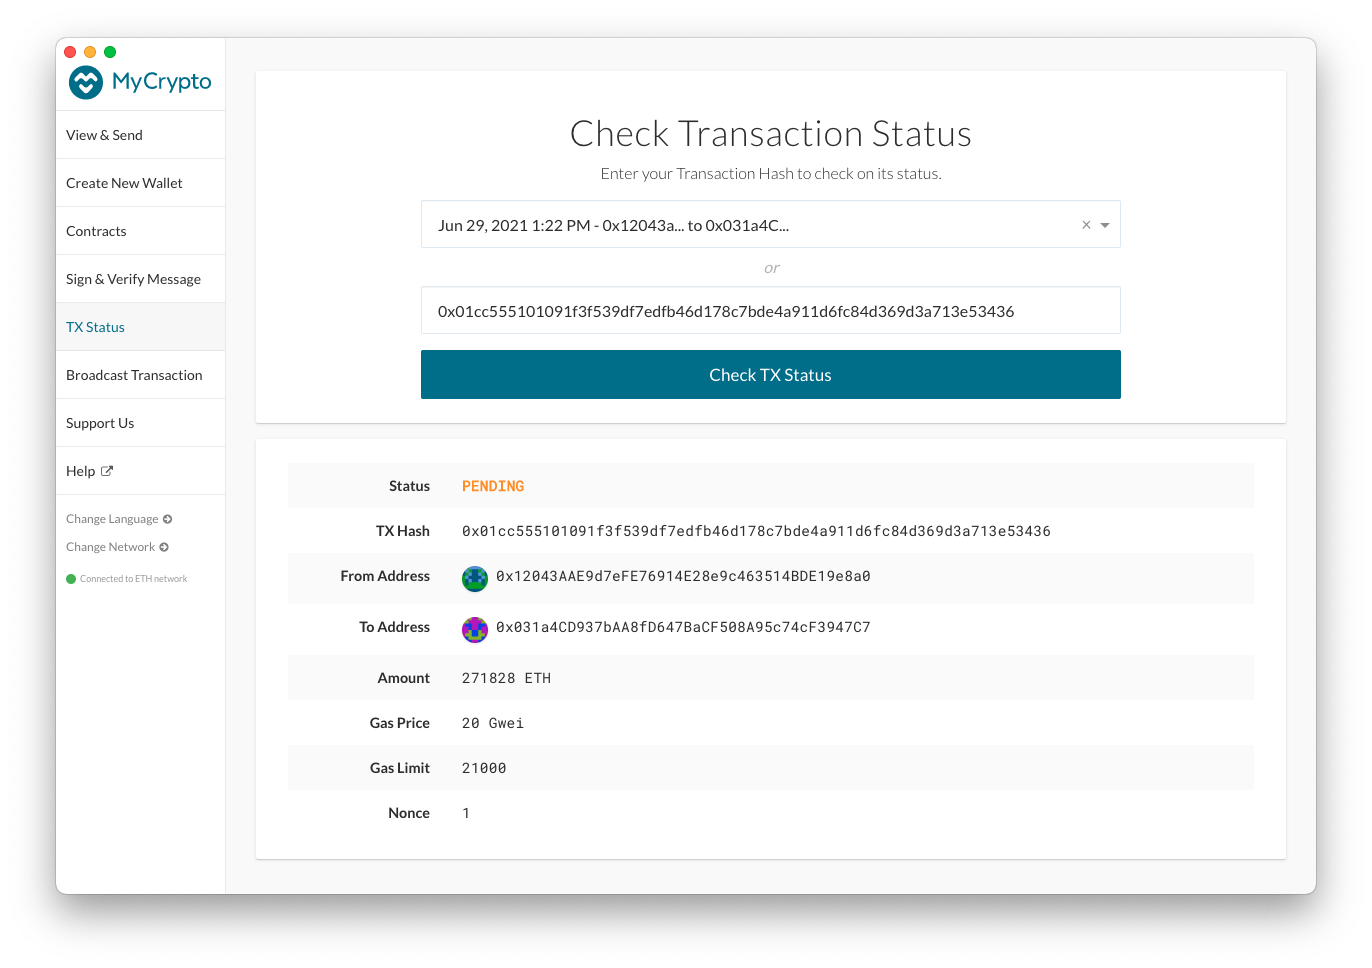 MyCrypto
View & Send
Create New Wallet
Contracts
Sign & Verify Message
TX Status
Broadcast Transaction
Support Us
Help
Change Language
Change Network
Connected to ETH network
Check Transaction Status
Enter your Transaction Hash to check on its status.
Jun 29, 2021 1:22 PM - 0x12043a... to 0x031a4C...
or
0x01cc555101091f3f539df7edfb46d178c7bde4a911d6fc84d369d3a713e53436
Check TX Status
Status PENDING
TX Hash 0x01cc555101091f3f539df7edfb46d178c7bde4a911d6fc84d369d3a713e53436
From Address 0x12043AAE9d7eFE76914E28e9c463514BDE19e8a0
To Address 0x031a4CD937bAA8fD647BaCF508A95c74cF3947C7
Amount 271828 ETH
Gas Price 20 Gwei
Gas Limit 21000
Nonce 1